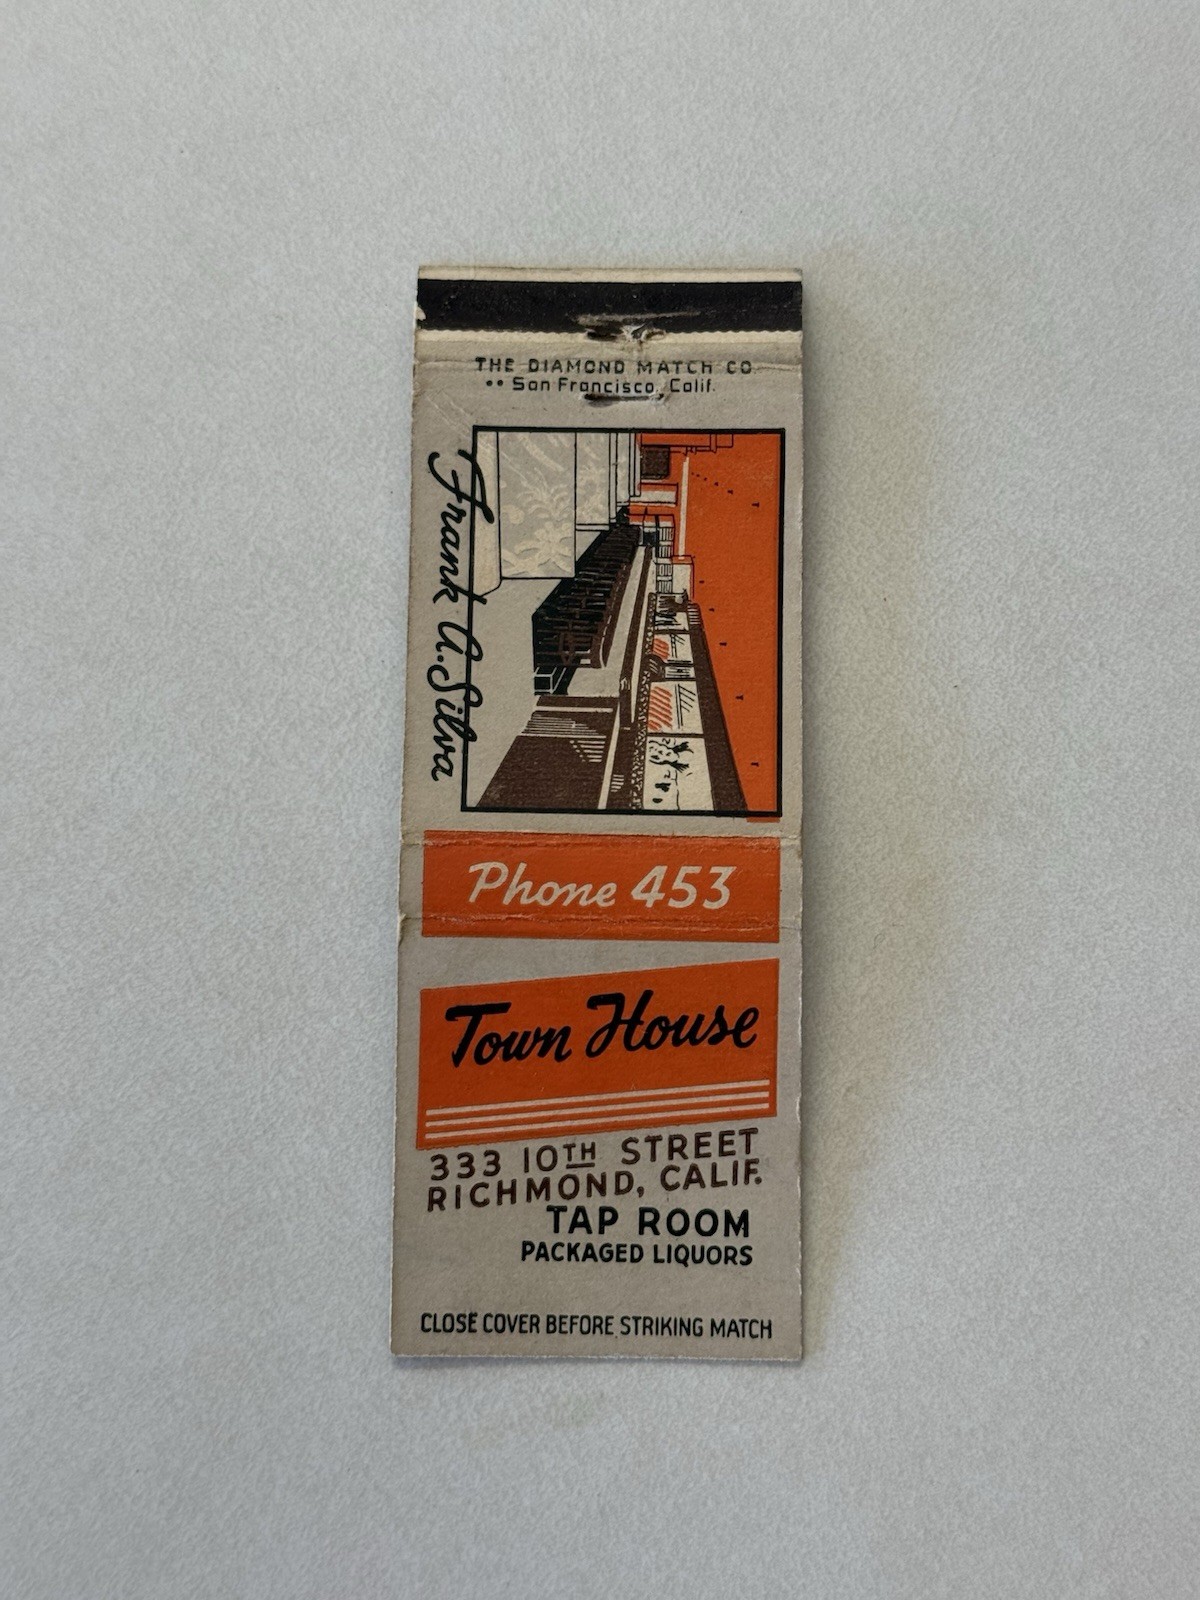 THE DIAMOND MATCH CO.
•• San Francisco, Calif.
Frank A. Silva
Phone 453
Town House
333 10TH STREET
RICHMOND, CALIF.
TAP ROOM
PACKAGED LIQUORS
CLOSE COVER BEFORE STRIKING MATCH